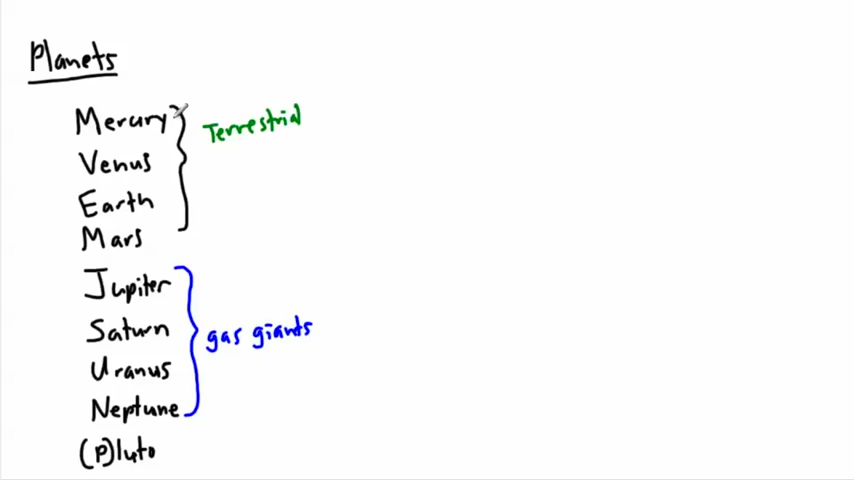 Planets
Mercury
Terrestrial
Venus
Earth
Mars
Jupiter
Saturn
gas giants
Uranus
Neptune
(P)luto